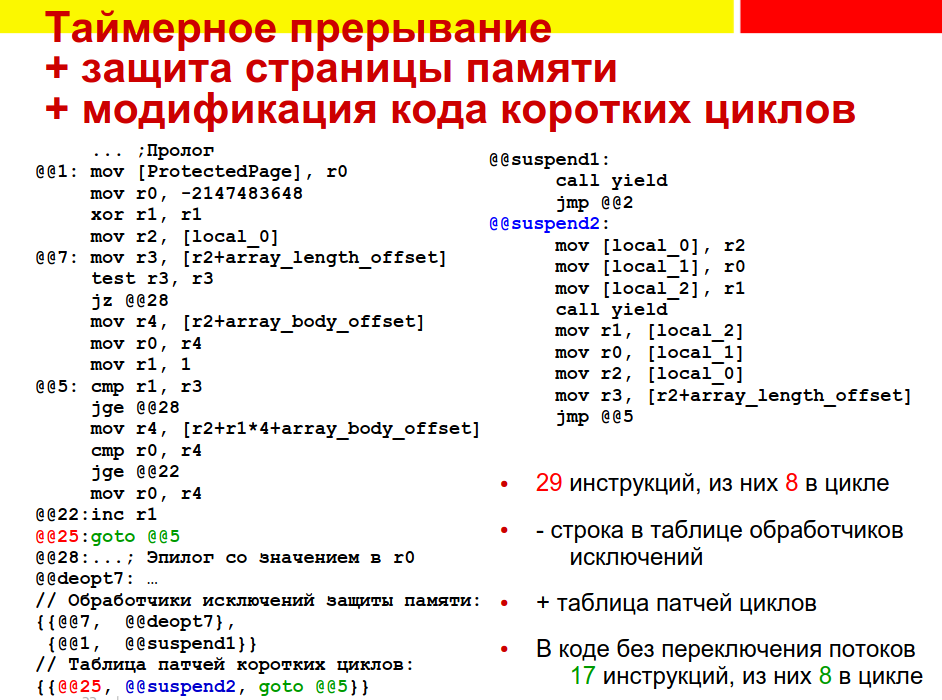 Таймерное прерывание
+ защита страницы памяти
+ модификация кода коротких циклов
... ;Пролог
@@1: mov [ProtectedPage], r0
mov r0, -2147483648
xor r1, r1
mov r2, [local_0]
@@7: mov r3, [r2+array_length_offset]
test r3, r3
jz @@28
mov r4, [r2+array_body_offset]
mov r0, r4
mov r1, 1
@@5: cmp r1, r3
jge @@28
mov r4, [r2+r1*4+array_body_offset]
cmp r0, r4
jge @@22
mov r0, r4
@@22:inc r1
@@25:goto @@5
@@28:...; Эпилог со значением в r0
@@deopt7: …
// Обработчики исключений защиты памяти:
{{@@7, @@deopt7},
{@@1, @@suspend1}}
// Таблица патчей коротких циклов:
{{@@25, @@suspend2, goto @@5}}
@@suspend1:
call yield
jmp @@2
@@suspend2:
mov [local_0], r2
mov [local_1], r0
mov [local_2], r1
call yield
mov r1, [local_2]
mov r0, [local_1]
mov r2, [local_0]
mov r3, [r2+array_length_offset]
jmp @@5
• 29 инструкций, из них 8 в цикле
• - строка в таблице обработчиков
исключений
• + таблица патчей циклов
• В коде без переключения потоков
17 инструкций, из них 8 в цикле